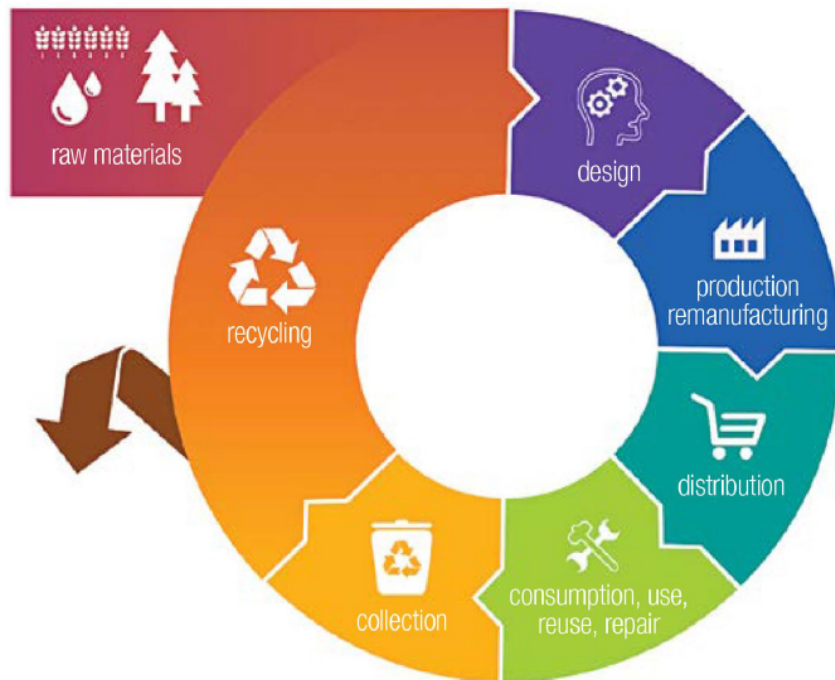 raw materials
design
production
remanufacturing
distribution
consumption, use,
reuse, repair
collection
recycling